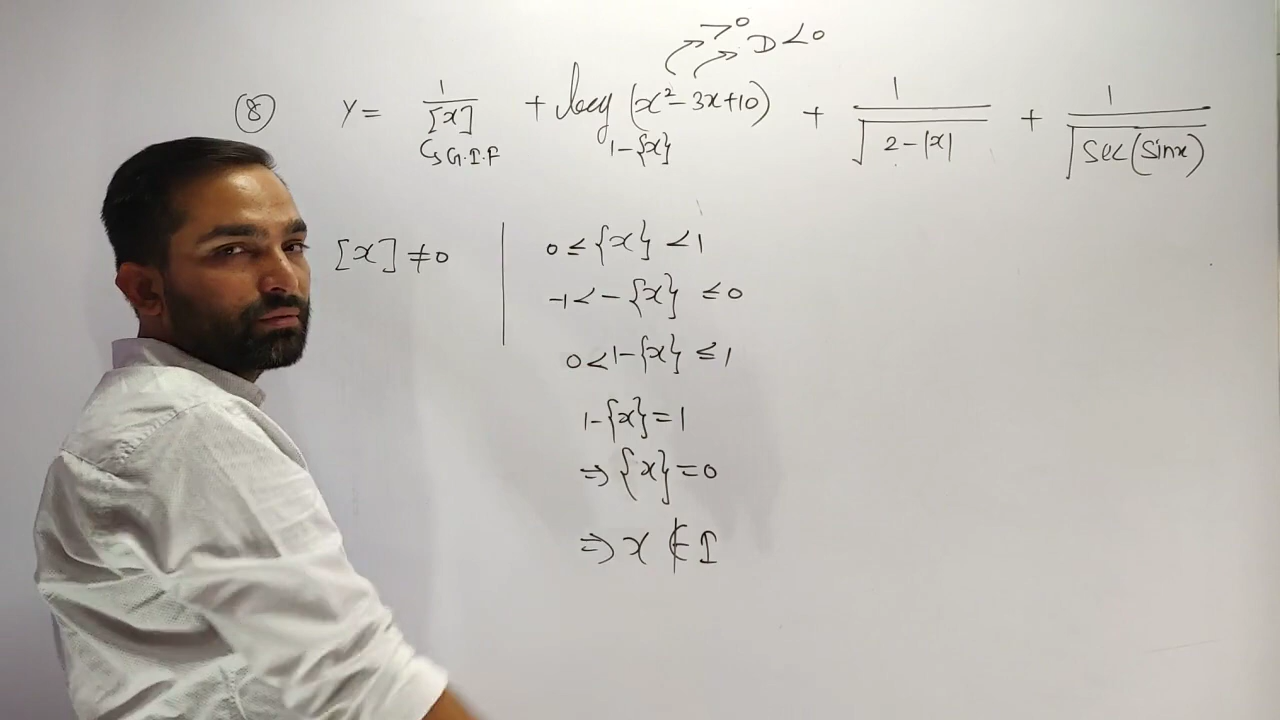 >0 D<0
⑧ y = 1/[x] + log_{1-{x}} (x² - 3x + 10) + 1/√(2 - |x|) + 1/√(Sec(Sinx))
↳ G.I.F
[x] ≠ 0
0 ≤ {x} < 1
-1 < - {x} ≤ 0
0 < 1 - {x} ≤ 1
1 - {x} = 1
⇒ {x} = 0
⇒ x ∉ I